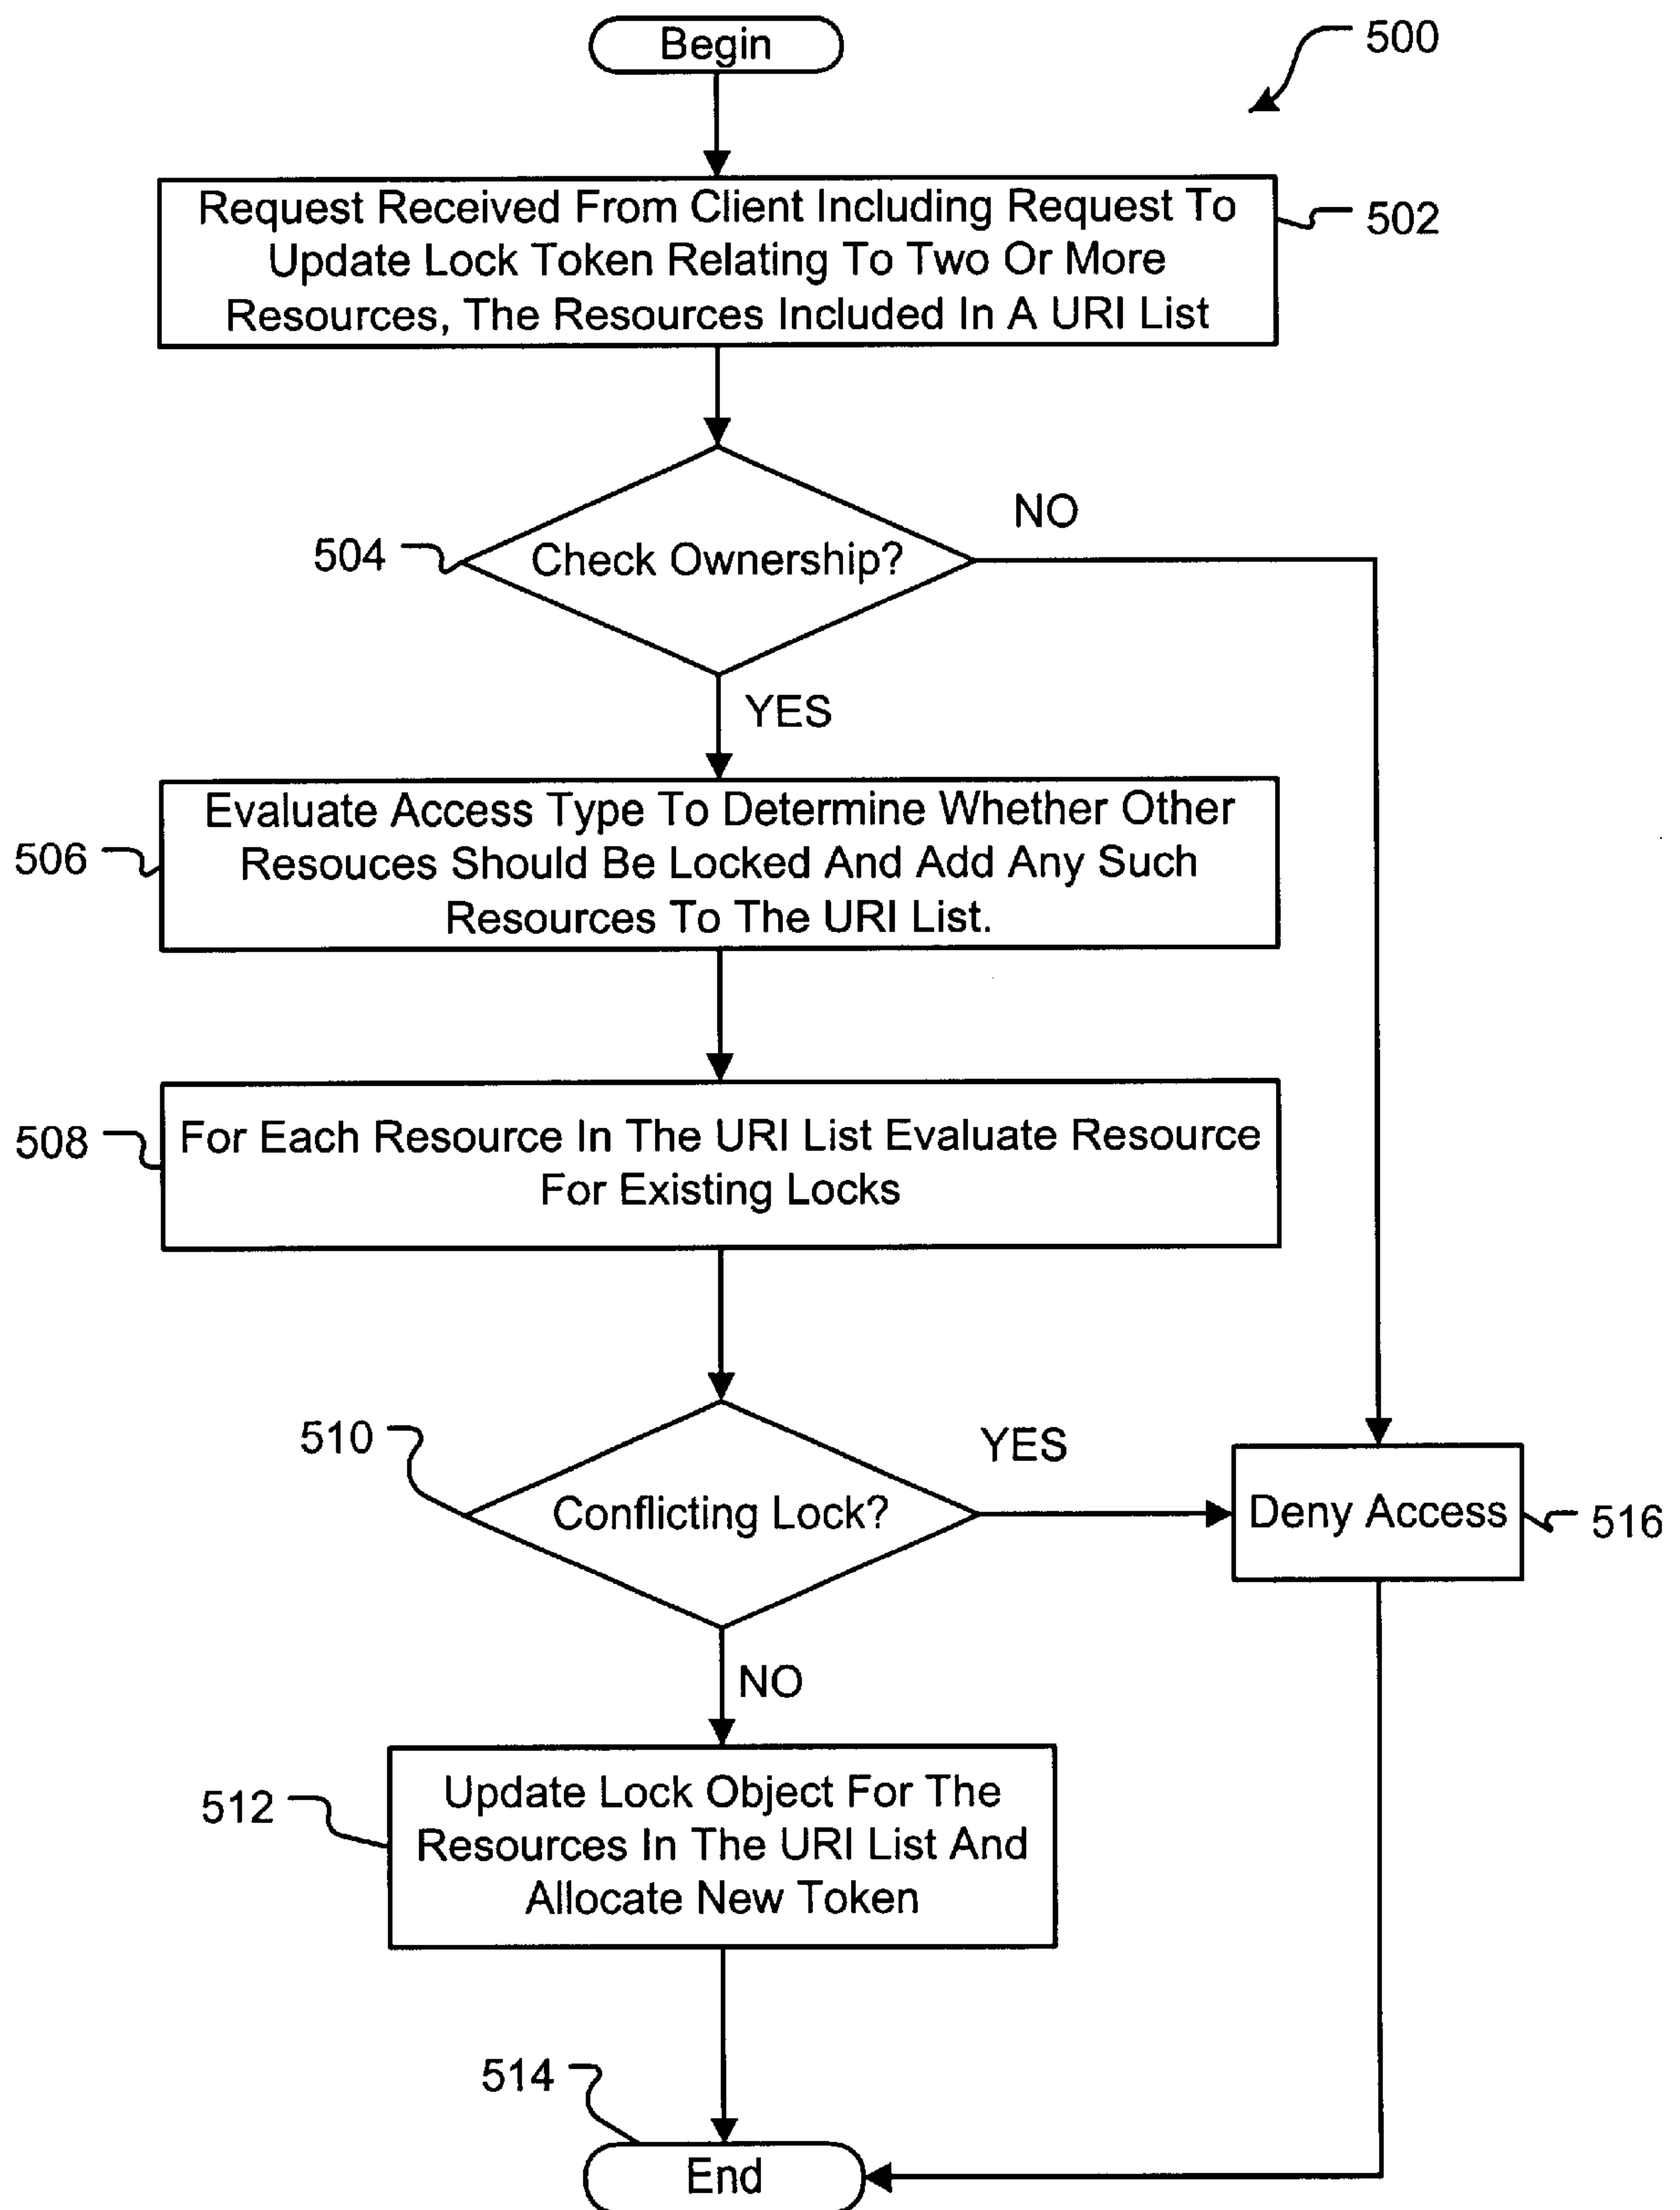 Begin
500
Request Received From Client Including Request To
Update Lock Token Relating To Two Or More
Resources, The Resources Included In A URI List
502
504
Check Ownership?
NO
YES
506
Evaluate Access Type To Determine Whether Other
Resouces Should Be Locked And Add Any Such
Resources To The URI List.
508
For Each Resource In The URI List Evaluate Resource
For Existing Locks
510
Conflicting Lock?
YES
Deny Access
516
NO
512
Update Lock Object For The
Resources In The URI List And
Allocate New Token
514
End